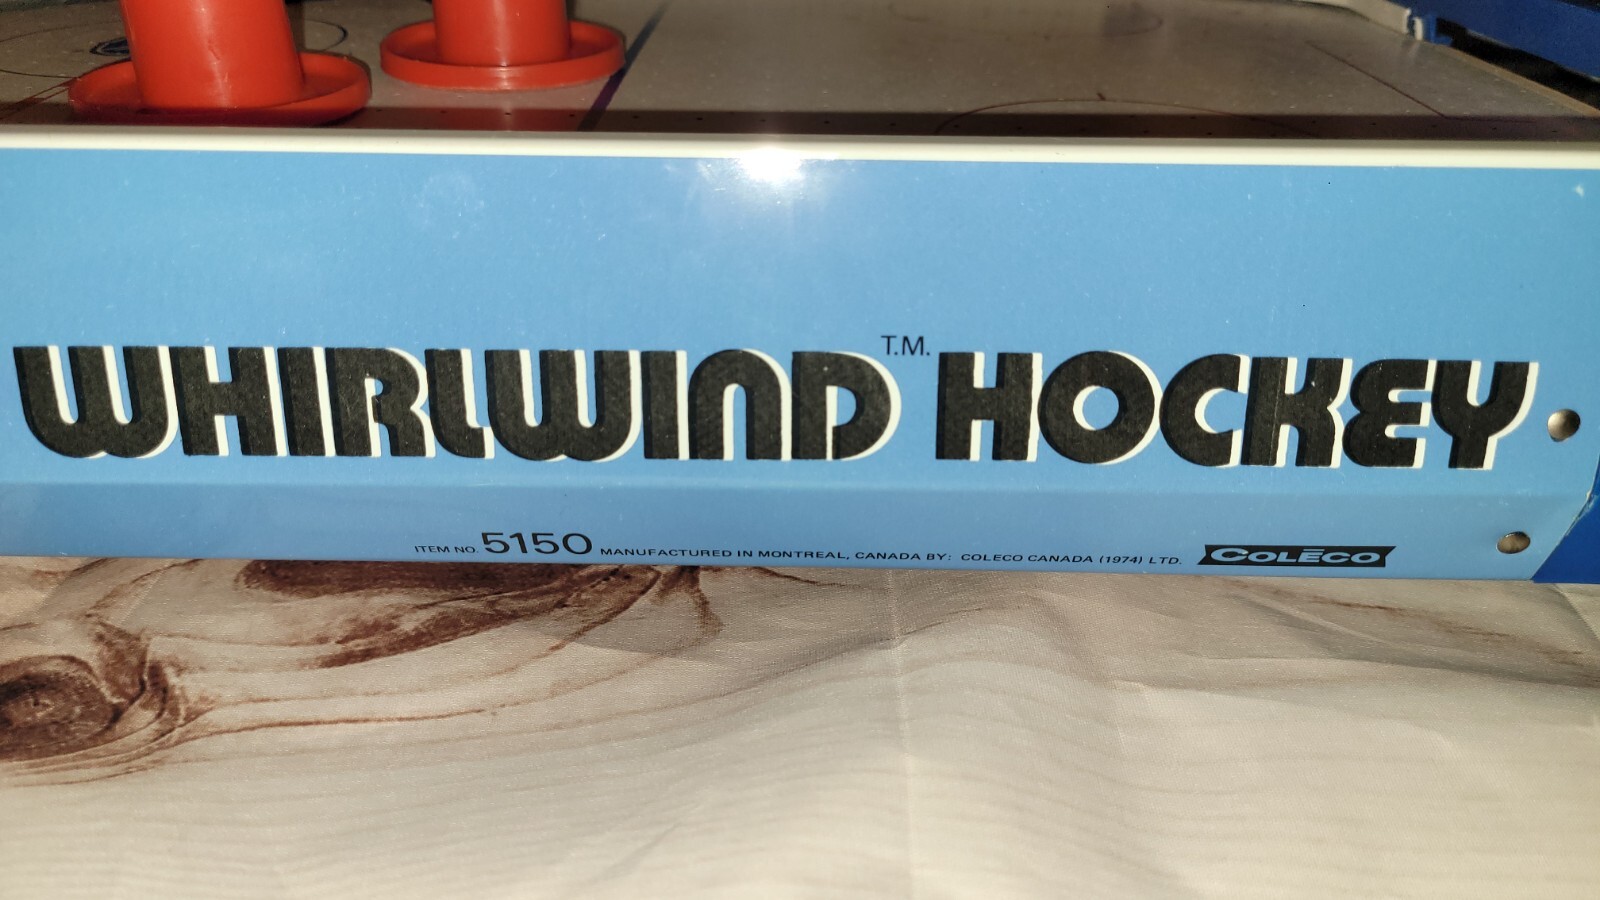 WHIRLWIND T.M. HOCKEY
ITEM NO. 5150 MANUFACTURED IN MONTREAL, CANADA BY: COLECO CANADA (1974) LTD. COLECO